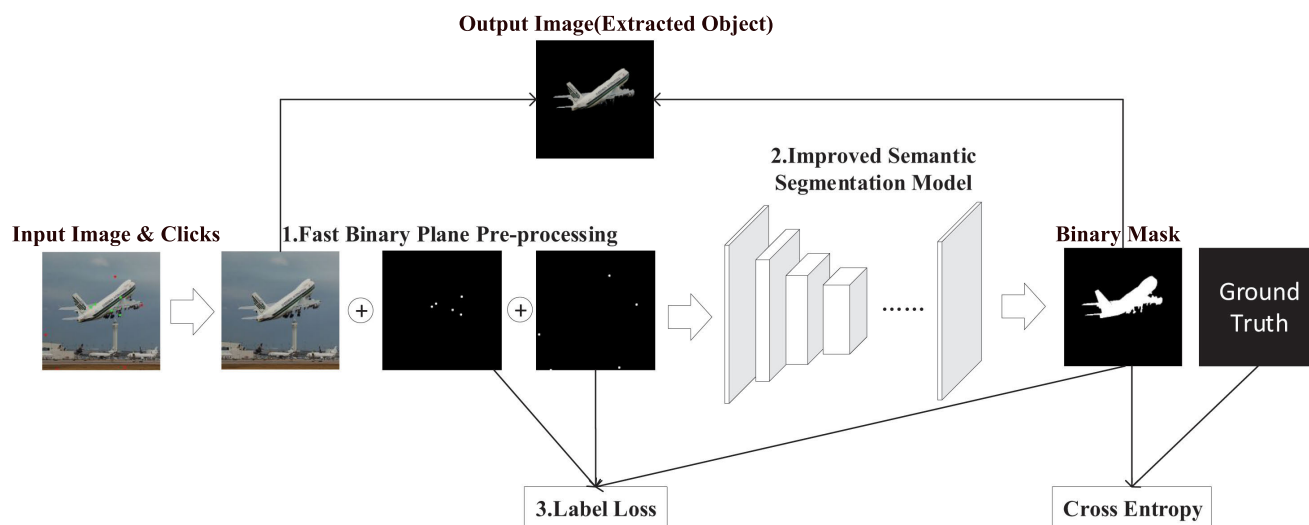 Output Image(Extracted Object)
2.Improved Semantic
Segmentation Model
Input Image & Clicks
1.Fast Binary Plane Pre-processing
Binary Mask
+
+
......
Ground
Truth
3.Label Loss
Cross Entropy